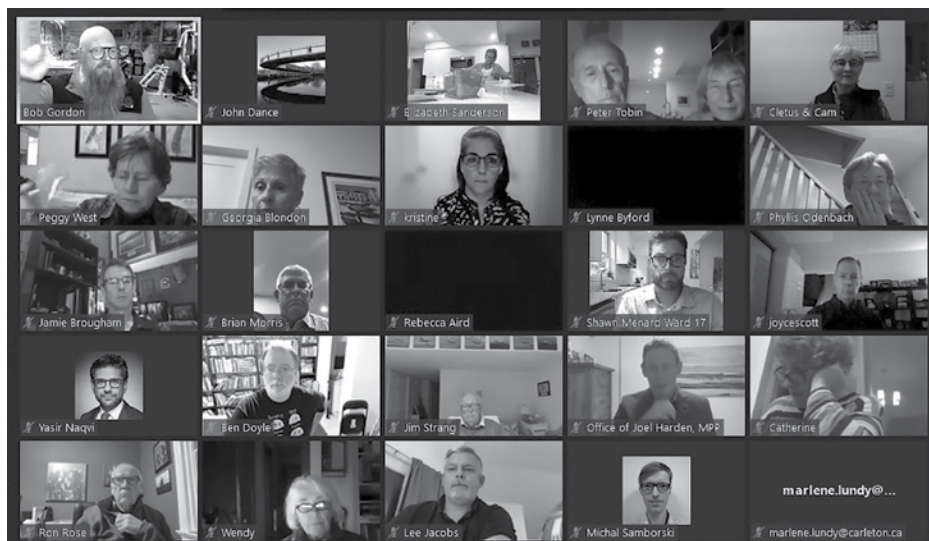 Bob Gordon
John Dance
Elizabeth Sanderson
Peter Tobin
Cletus & Cam
Peggy West
Georgia Blondon
kristine
Lynne Byford
Phyllis Odenbach
Jamie Brougham
Brian Morris
Rebecca Aird
Shawn Menard Ward 17
joycescott
Yasir Naqvi
Ben Doyle
Jim Strang
Office of Joel Harden, MPP
Catherine
marlene.lundy@...
Ron Rose
Wendy
Lee Jacobs
Michal Samborski
marlene.lundy@carleton.ca